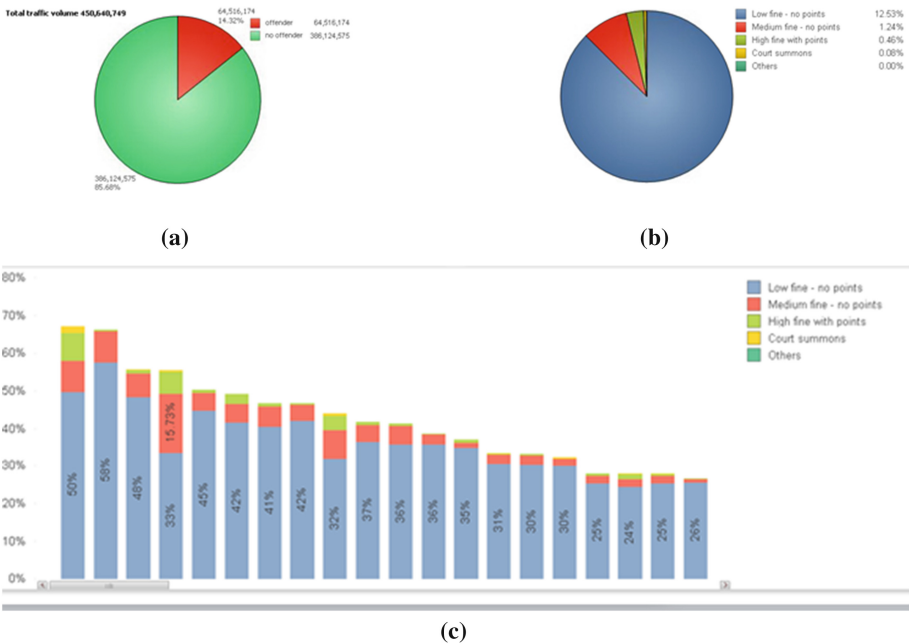 Total traffic volume 450,640,749
64,516,174
14.32%
offender 64,516,174
no offender 386,124,575
386,124,575
85.68%
(a)
Low fine - no points 12.53%
Medium fine - no points 1.24%
High fine with points 0.46%
Court summons 0.08%
Others 0.00%
(b)
80%
70%
60%
50%
40%
30%
20%
10%
0%
50%
58%
48%
15.73%
33%
45%
42%
41%
42%
32%
37%
36%
36%
35%
31%
30%
30%
25%
24%
25%
26%
Low fine - no points
Medium fine - no points
High fine with points
Court summons
Others
(c)